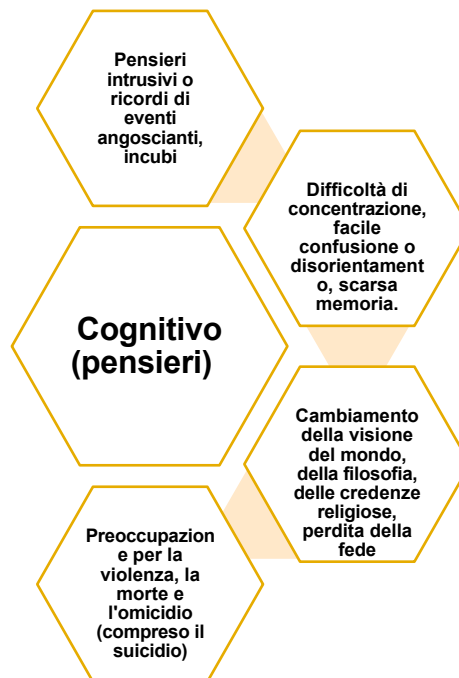 Pensieri
intrusivi o
ricordi di
eventi
angoscianti,
incubi
Difficoltà di
concentrazione,
facile
confusione o
disorientament
o, scarsa
memoria.
Cognitivo
(pensieri)
Cambiamento
della visione
del mondo,
della filosofia,
delle credenze
religiose,
perdita della
fede
Preoccupazion
e per la
violenza, la
morte e
l'omicidio
(compreso il
suicidio)